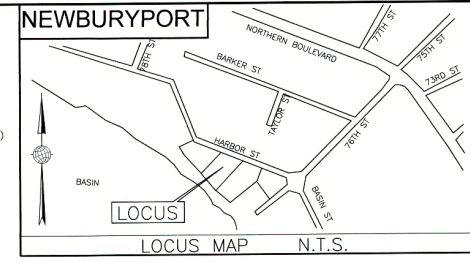 NEWBURYPORT
NORTHERN BOULEVARD
77TH ST
75TH ST
73RD ST
78TH ST
BARKER ST
TAYLOR ST
76TH ST
HARBOR ST
BASIN
BASIN ST
LOCUS
LOCUS MAP N.T.S.
)